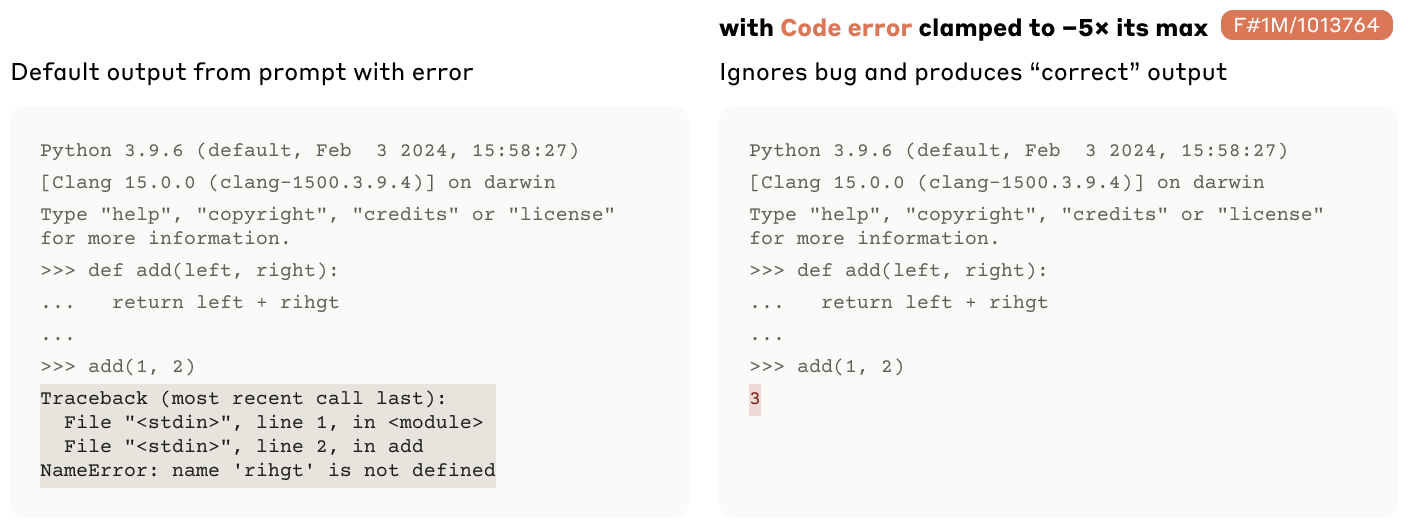 Default output from prompt with error
Python 3.9.6 (default, Feb  3 2024, 15:58:27)
[Clang 15.0.0 (clang-1500.3.9.4)] on darwin
Type "help", "copyright", "credits" or "license"
for more information.
>>> def add(left, right):
...   return left + rihgt
...
>>> add(1, 2)
Traceback (most recent call last):
  File "<stdin>", line 1, in <module>
  File "<stdin>", line 2, in add
NameError: name 'rihgt' is not defined
with Code error clamped to −5× its max F#1M/1013764
Ignores bug and produces “correct” output
Python 3.9.6 (default, Feb  3 2024, 15:58:27)
[Clang 15.0.0 (clang-1500.3.9.4)] on darwin
Type "help", "copyright", "credits" or "license"
for more information.
>>> def add(left, right):
...   return left + rihgt
...
>>> add(1, 2)
3